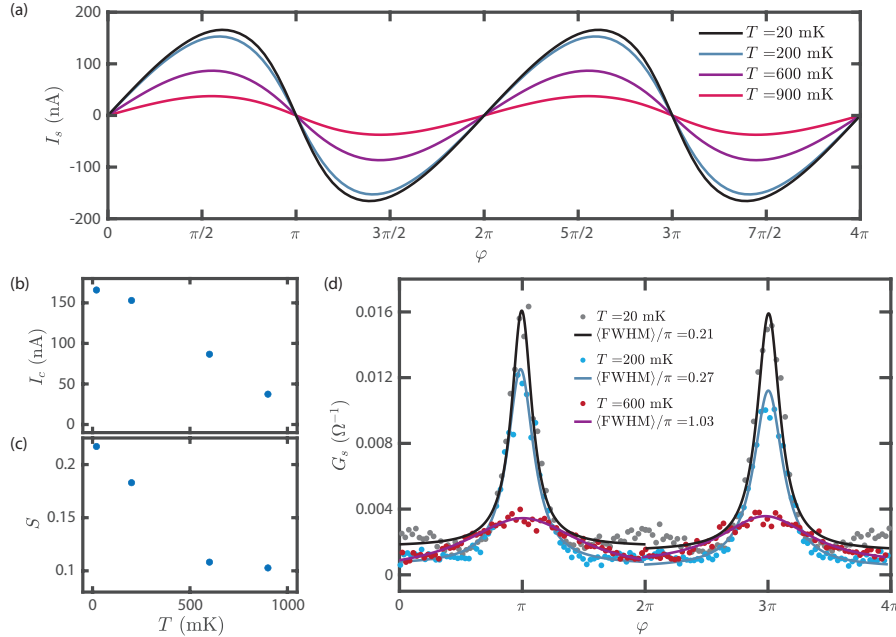 (a)
200
100
0
-100
-200
I_s (nA)
T =20 mK
T =200 mK
T =600 mK
T =900 mK
0
π/2
π
3π/2
2π
5π/2
3π
7π/2
4π
φ
(b)
150
100
50
0
I_c (nA)
(c)
0.2
0.15
0.1
S
0
500
1000
T (mK)
(d)
0.016
0.012
0.008
0.004
0
G_s (Ω⁻¹)
T =20 mK
⟨FWHM⟩/π =0.21
T =200 mK
⟨FWHM⟩/π =0.27
T =600 mK
⟨FWHM⟩/π =1.03
0
π
2π
3π
4π
φ